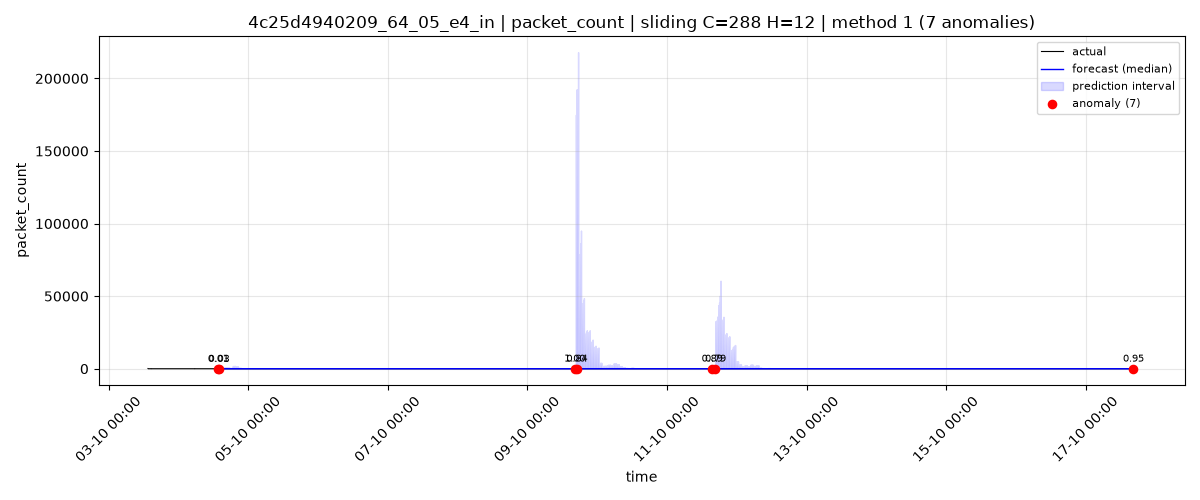 4c25d4940209_64_05_e4_in | packet_count | sliding C=288 H=12 | method 1 (7 anomalies)
actual
forecast (median)
prediction interval
anomaly (7)
packet_count
200000
150000
100000
50000
0
0.95
03-10 00:00
05-10 00:00
07-10 00:00
09-10 00:00
11-10 00:00
13-10 00:00
15-10 00:00
17-10 00:00
time